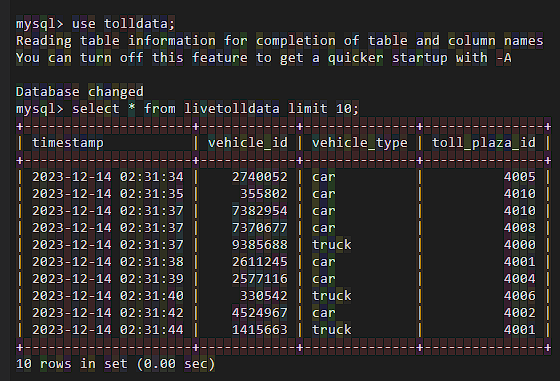 mysql> use tolldata;
Reading table information for completion of table and column names
You can turn off this feature to get a quicker startup with -A

Database changed
mysql> select * from livetolldata limit 10;
+---------------------+------------+--------------+---------------+
| timestamp           | vehicle_id | vehicle_type | toll_plaza_id |
+---------------------+------------+--------------+---------------+
| 2023-12-14 02:31:34 |    2740052 | car          |          4005 |
| 2023-12-14 02:31:35 |     355802 | car          |          4010 |
| 2023-12-14 02:31:37 |    7382954 | car          |          4010 |
| 2023-12-14 02:31:37 |    7370677 | car          |          4008 |
| 2023-12-14 02:31:37 |    9385688 | truck        |          4000 |
| 2023-12-14 02:31:38 |    2611245 | car          |          4001 |
| 2023-12-14 02:31:39 |    2577116 | car          |          4004 |
| 2023-12-14 02:31:40 |     330542 | truck        |          4006 |
| 2023-12-14 02:31:42 |    4524967 | car          |          4002 |
| 2023-12-14 02:31:44 |    1415663 | truck        |          4001 |
+---------------------+------------+--------------+---------------+
10 rows in set (0.00 sec)